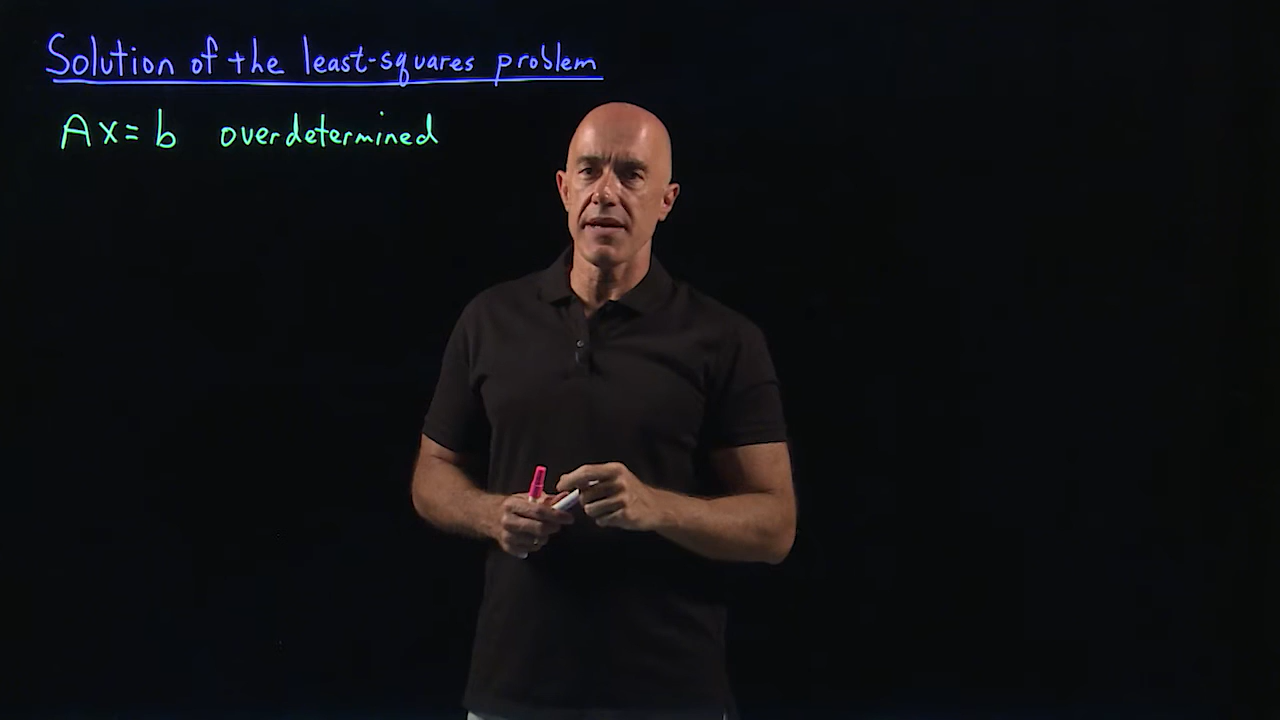 Solution of the least-squares problem
Ax = b overdetermined